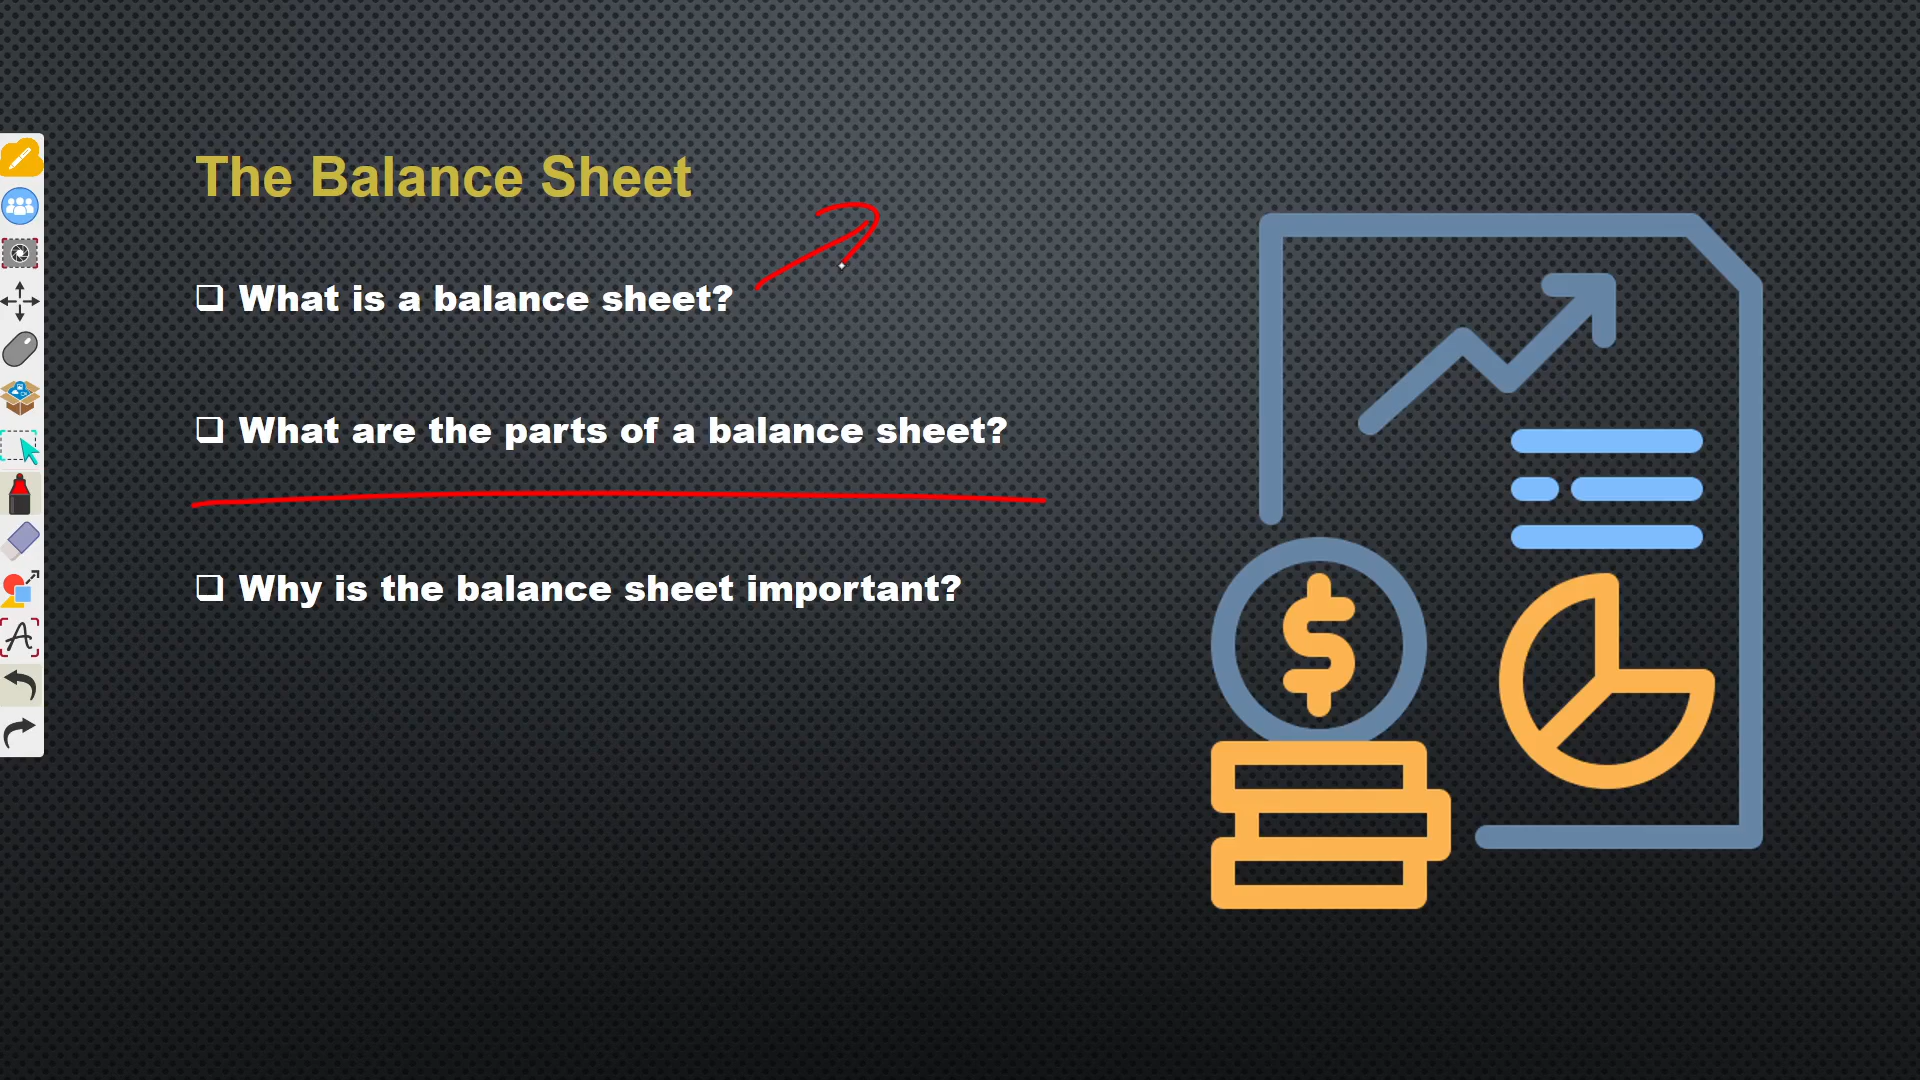 The Balance Sheet
❑ What is a balance sheet?
❑ What are the parts of a balance sheet?
❑ Why is the balance sheet important?
$